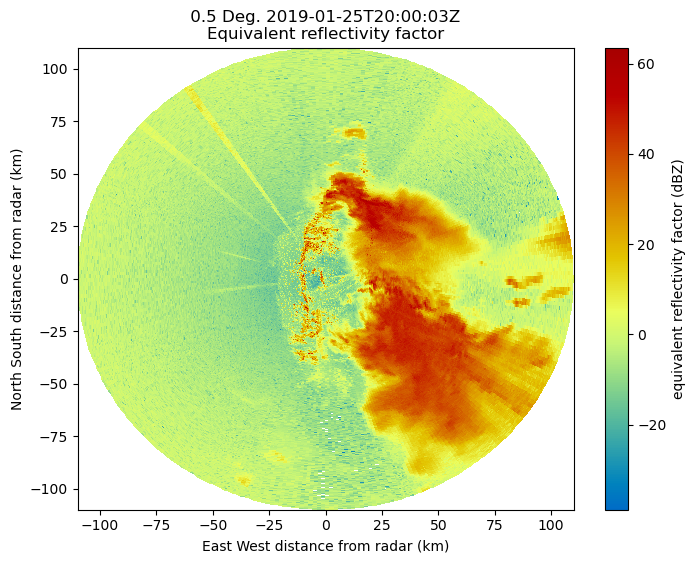 0.5 Deg. 2019-01-25T20:00:03Z
Equivalent reflectivity factor
100
75
50
25
0
−25
−50
−75
−100
North South distance from radar (km)
−100 −75 −50 −25 0 25 50 75 100
East West distance from radar (km)
60
40
20
0
−20
equivalent reflectivity factor (dBZ)